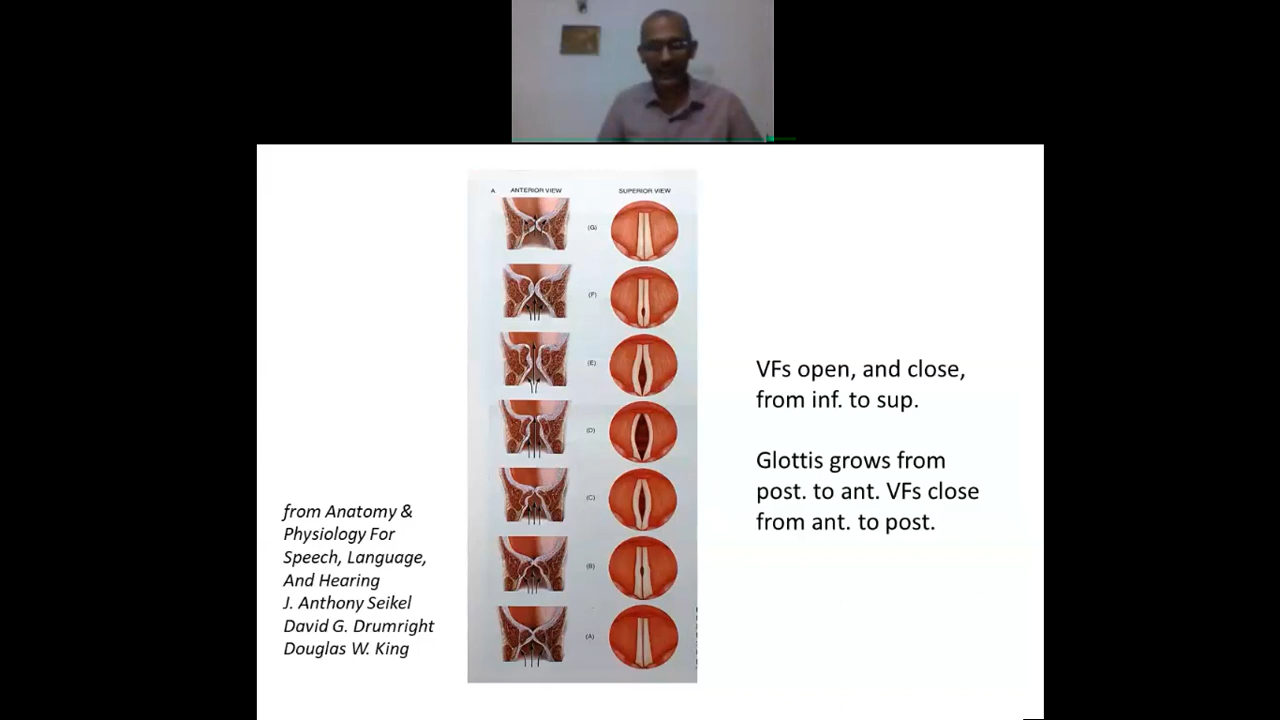 A ANTERIOR VIEW SUPERIOR VIEW
(G)
(F)
(E)
(D)
(C)
(B)
(A)
VFs open, and close,
from inf. to sup.
Glottis grows from
post. to ant. VFs close
from ant. to post.
from Anatomy &
Physiology For
Speech, Language,
And Hearing
J. Anthony Seikel
David G. Drumright
Douglas W. King